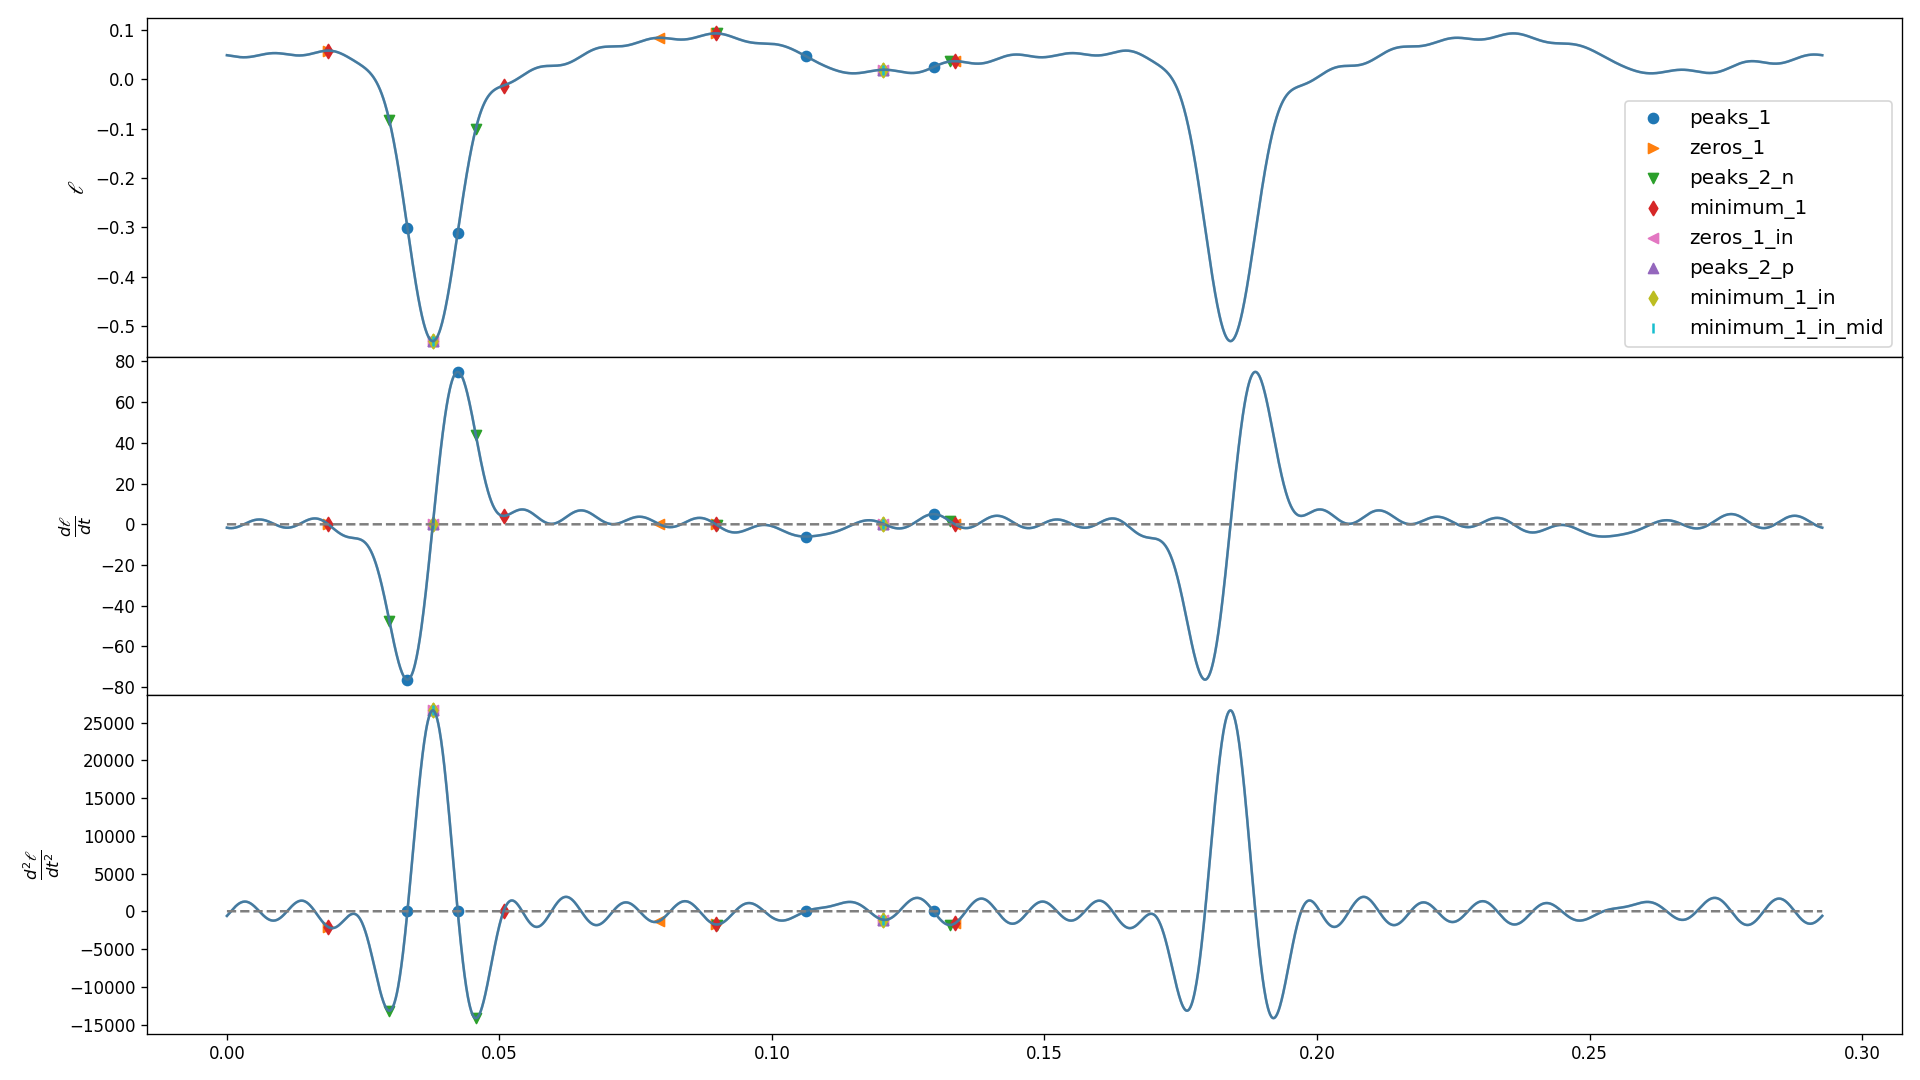 0.1
0.0
−0.1
−0.2
−0.3
−0.4
−0.5
ℓ
peaks_1
zeros_1
peaks_2_n
minimum_1
zeros_1_in
peaks_2_p
minimum_1_in
minimum_1_in_mid
80
60
40
20
0
−20
−40
−60
−80
dℓ
dt
25000
20000
15000
10000
5000
0
−5000
−10000
−15000
d²ℓ
dt²
0.00 0.05 0.10 0.15 0.20 0.25 0.30